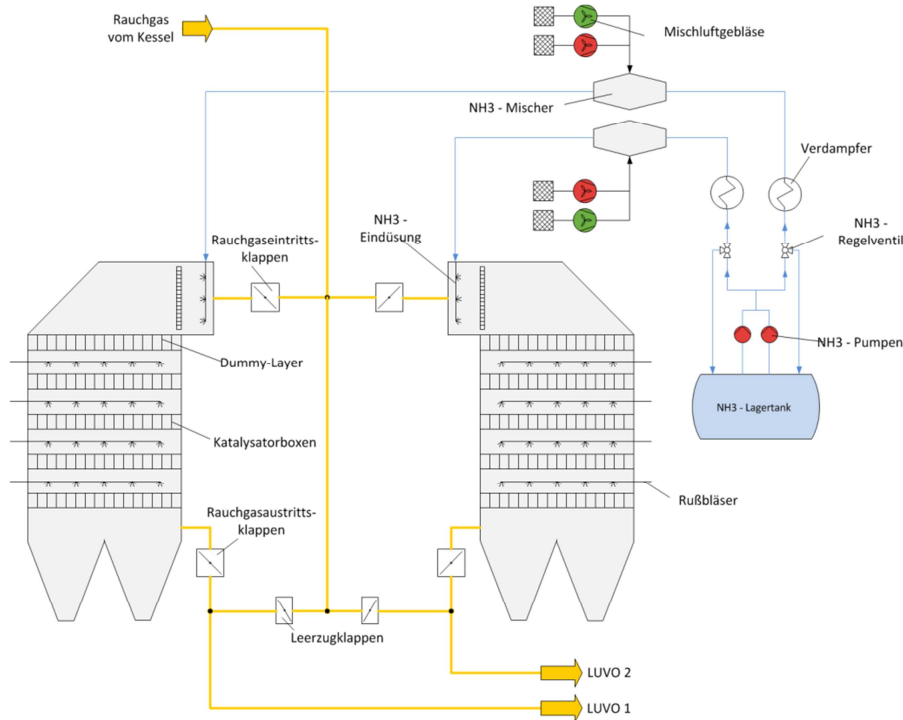 Rauchgas
vom Kessel
Mischluftgebläse
NH3 - Mischer
Verdampfer
NH3 -
Eindüsung
NH3 -
Regelventil
Rauchgaseintritts-
klappen
NH3 - Pumpen
Dummy-Layer
NH3 - Lagertank
Katalysatorboxen
Rußbläser
Rauchgasaustritts-
klappen
Leerzugklappen
LUVO 2
LUVO 1